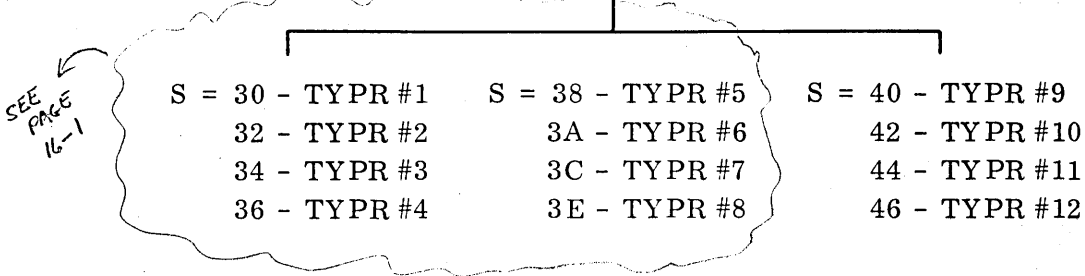 SEE
PAGE
16-1
S = 30 - TYPR #1 S = 38 - TYPR #5 S = 40 - TYPR #9
32 - TYPR #2 3A - TYPR #6 42 - TYPR #10
34 - TYPR #3 3C - TYPR #7 44 - TYPR #11
36 - TYPR #4 3E - TYPR #8 46 - TYPR #12